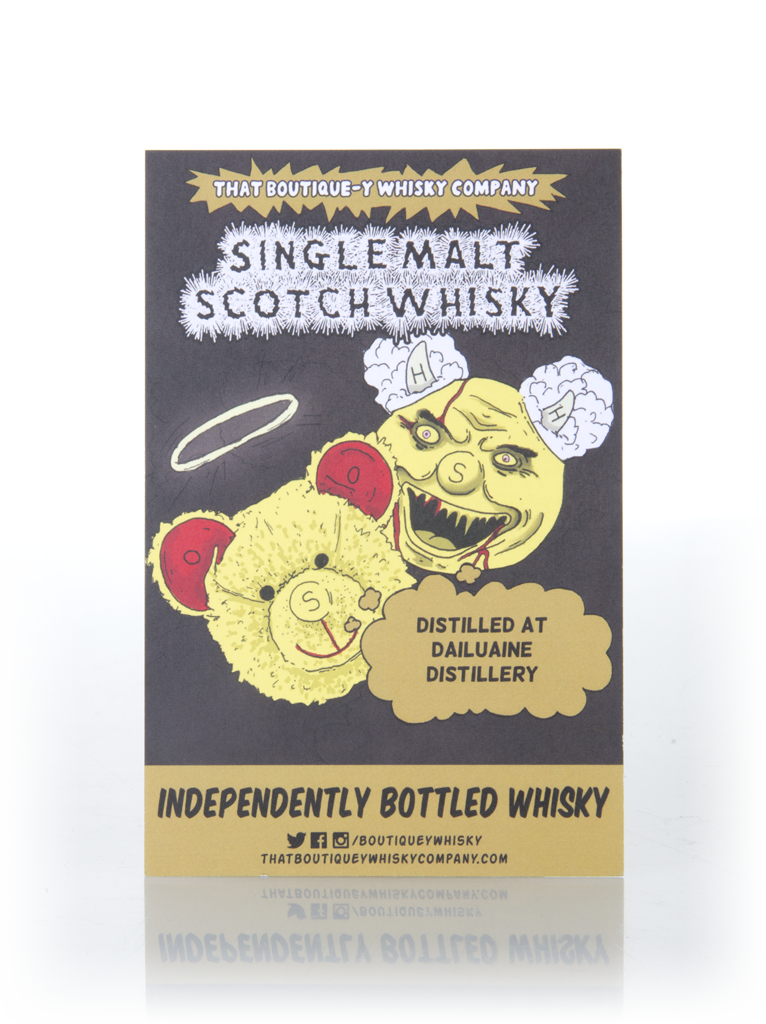 THAT BOUTIQUE-Y WHISKY COMPANY
SINGLE MALT
SCOTCH WHISKY
H
H
S
O
O
S
DISTILLED AT
DAILUAINE
DISTILLERY
INDEPENDENTLY BOTTLED WHISKY
/BOUTIQUEYWHISKY
THATBOUTIQUEYWHISKYCOMPANY.COM